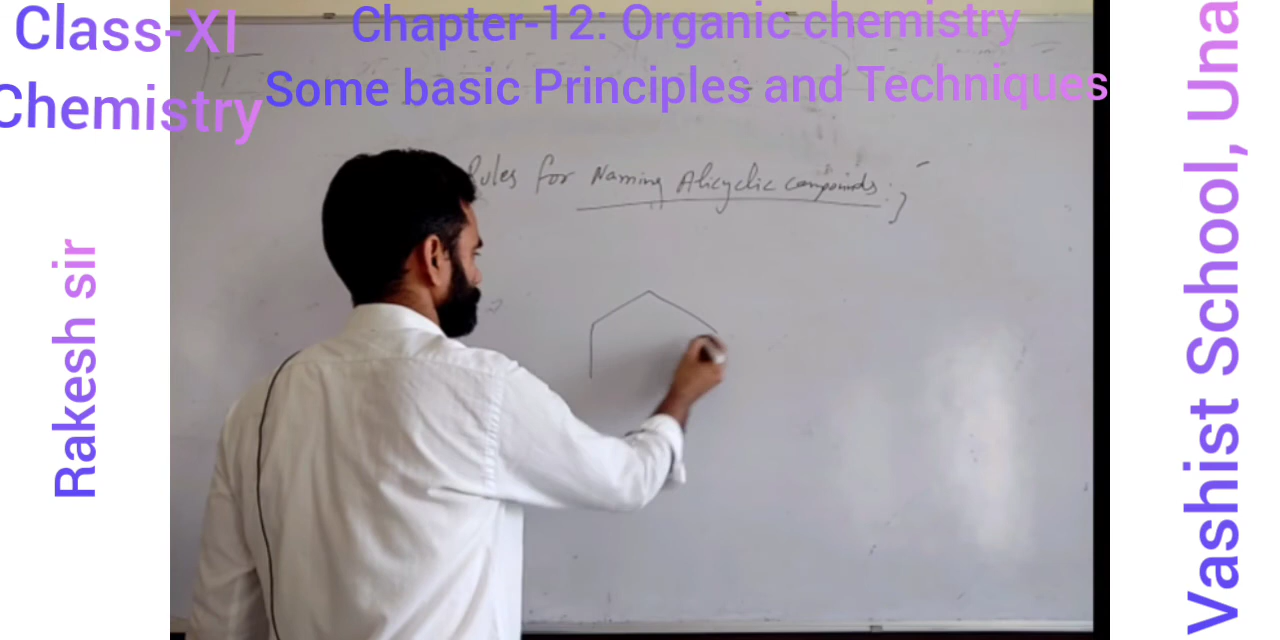 Class-XI
Chemistry
Chapter-12: Organic chemistry
Some basic Principles and Techniques
Rules for Naming Alicyclic compounds :-
Rakesh sir
Vashist School, Una